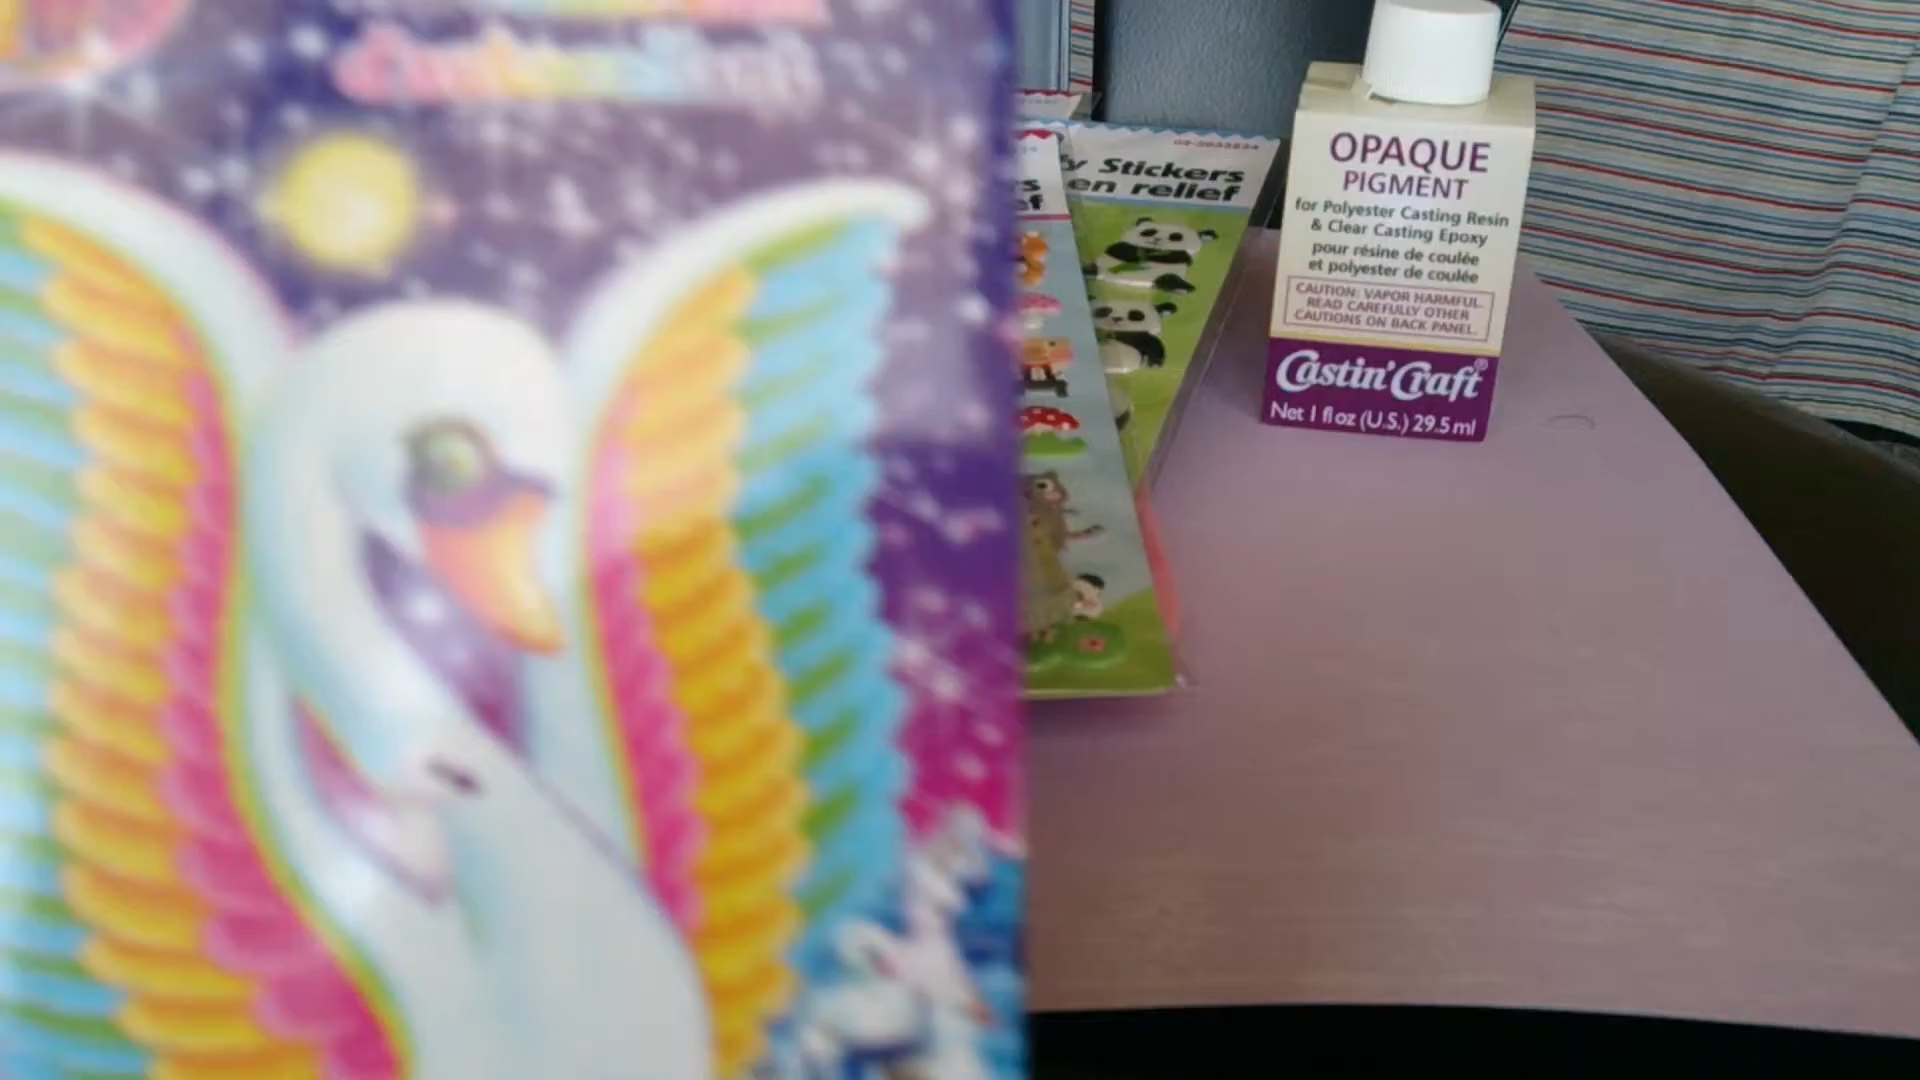 y Stickers
en relief
OPAQUE
PIGMENT
for Polyester Casting Resin
& Clear Casting Epoxy
pour résine de coulée
et polyester de coulée
CAUTION: VAPOR HARMFUL.
READ CAREFULLY OTHER
CAUTIONS ON BACK PANEL.
Castin'Craft®
Net 1 fl oz (U.S.) 29.5 ml